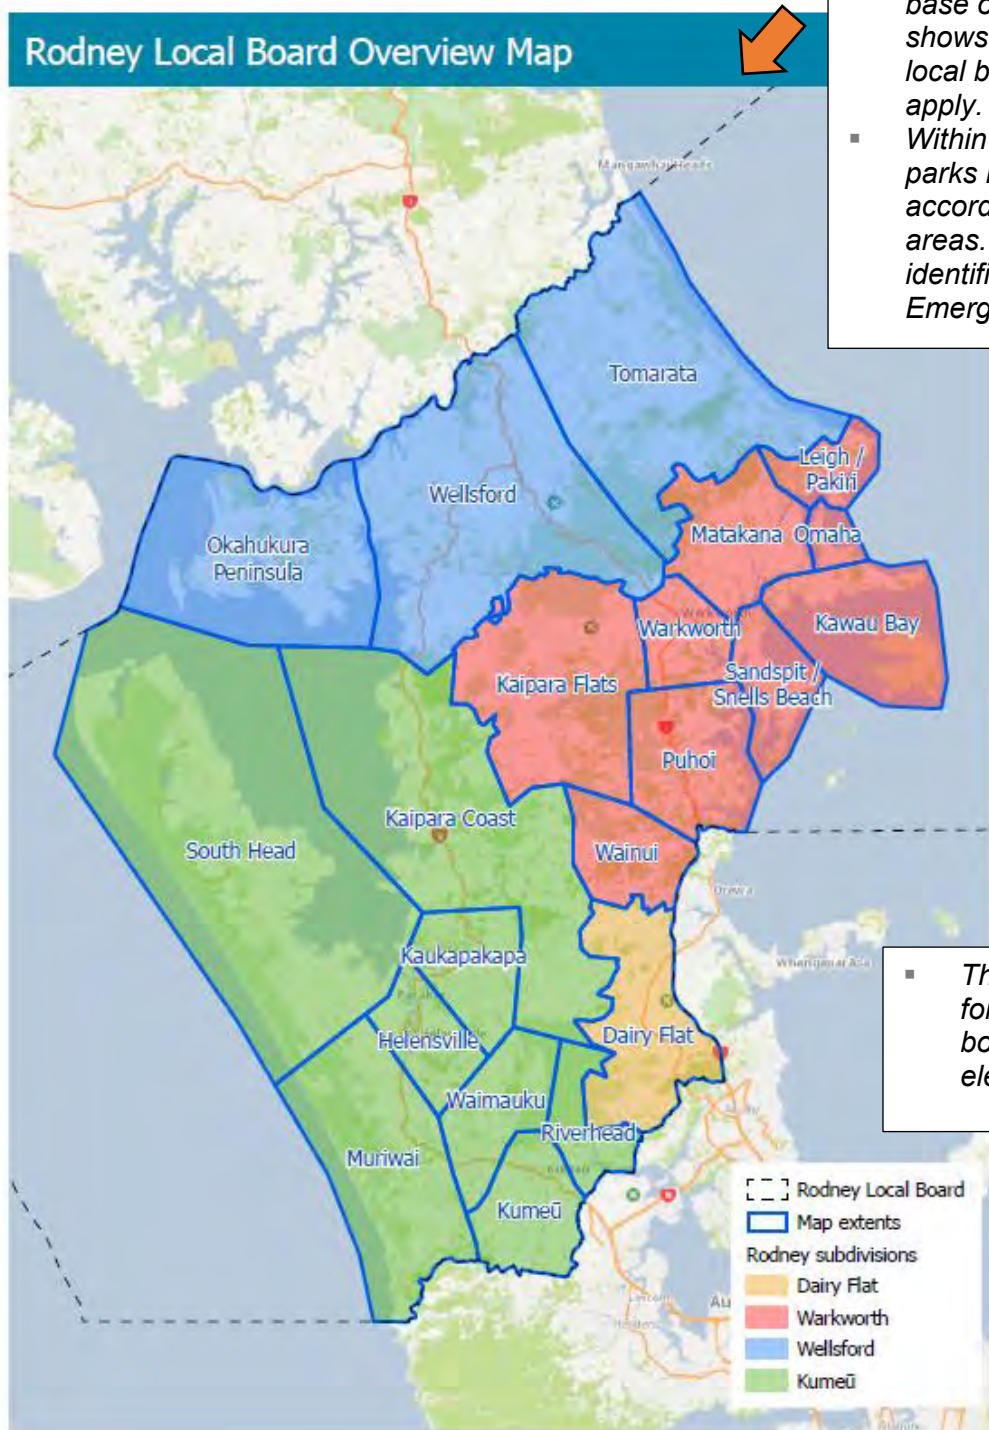 Rodney Local Board Overview Map
base o
shows
local b
apply.
▪ Within
parks
accord
areas.
identifi
Emerg
Mangawhai Heads
Tomarata
Leigh /
Pakiri
Wellsford
Matakana
Omaha
Okahukura
Peninsula
Warkworth
Kawau Bay
Sandspit /
Snells Beach
Kaipara Flats
Puhoi
Kaipara Coast
South Head
Wainui
Orewa
Kaukapakapa
Whangaparaoa
▪ Th
for
bo
ele
Helensville
Dairy Flat
Waimauku
Riverhead
Muriwai
Kumeū
Au
Rodney Local Board
Map extents
Rodney subdivisions
Dairy Flat
Warkworth
Wellsford
Kumeū